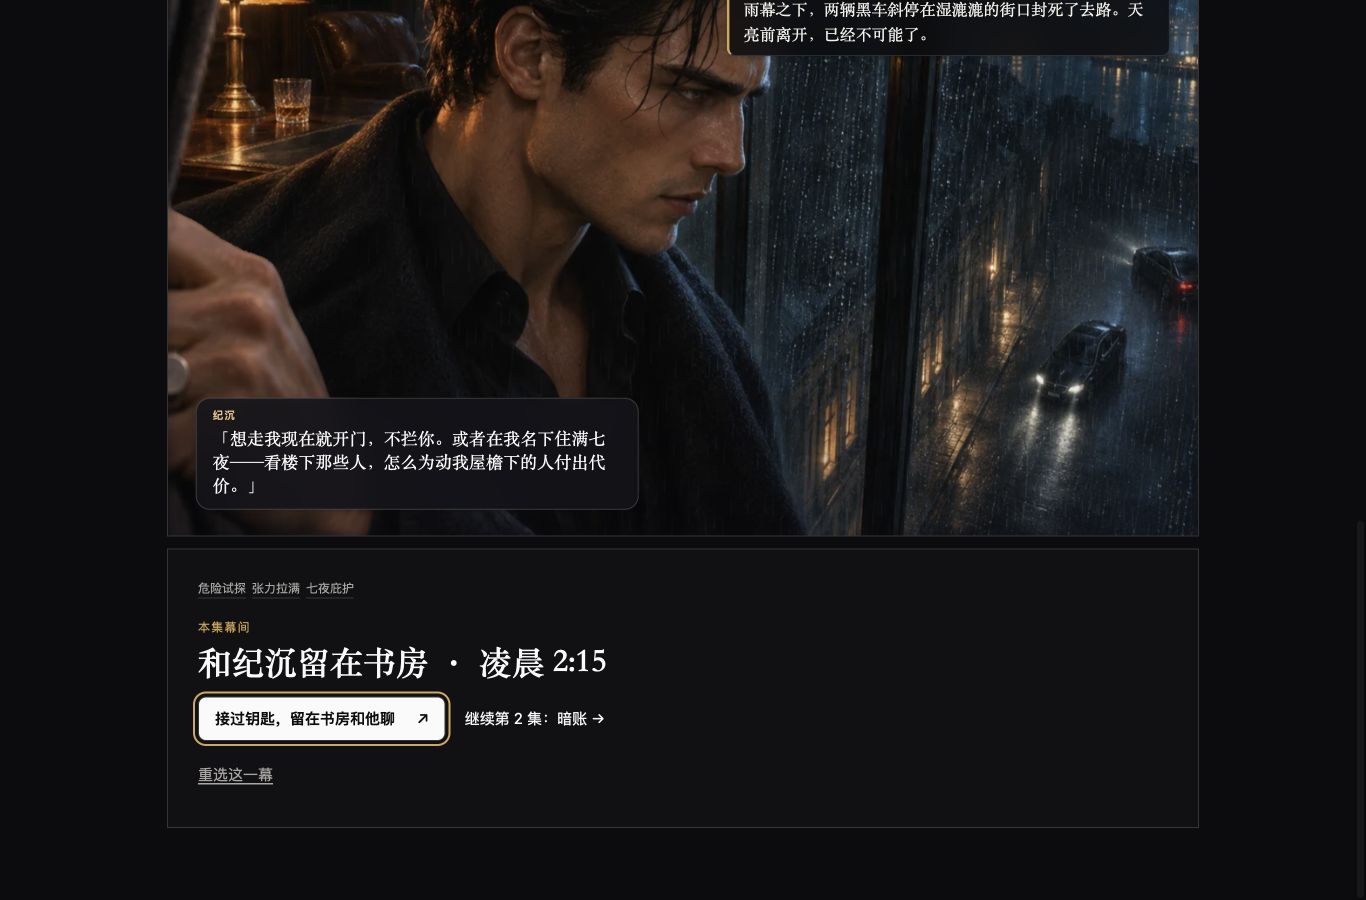 雨幕之下，两辆黑车斜停在湿漉漉的街口封死了去路。天
亮前离开，已经不可能了。
纪沉
「想走我现在就开门，不拦你。或者在我名下住满七
夜——看楼下那些人，怎么为动我屋檐下的人付出代
价。」
危险试探 张力拉满 七夜庇护
本集幕间
和纪沉留在书房 · 凌晨 2:15
接过钥匙，留在书房和他聊 ↗
继续第 2 集：暗账 →
重选这一幕